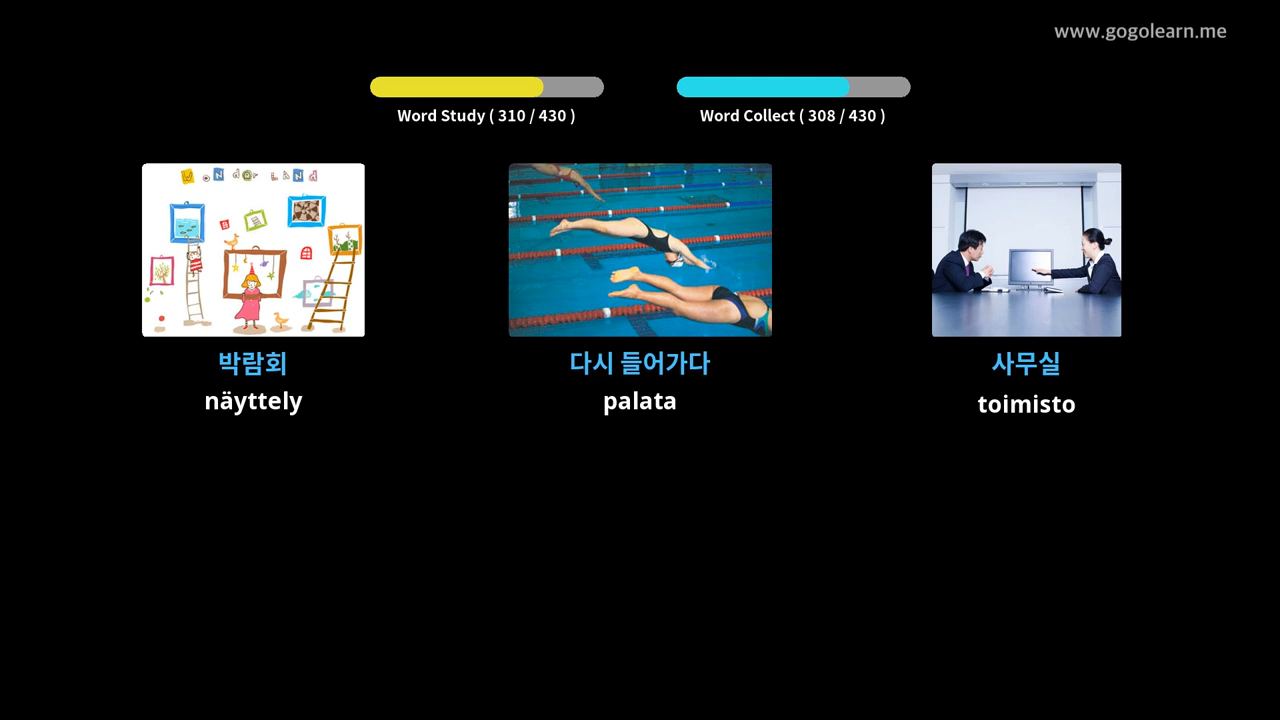 www.gogolearn.me
Word Study ( 310 / 430 )
Word Collect ( 308 / 430 )
박람회
다시 들어가다
사무실
näyttely
palata
toimisto